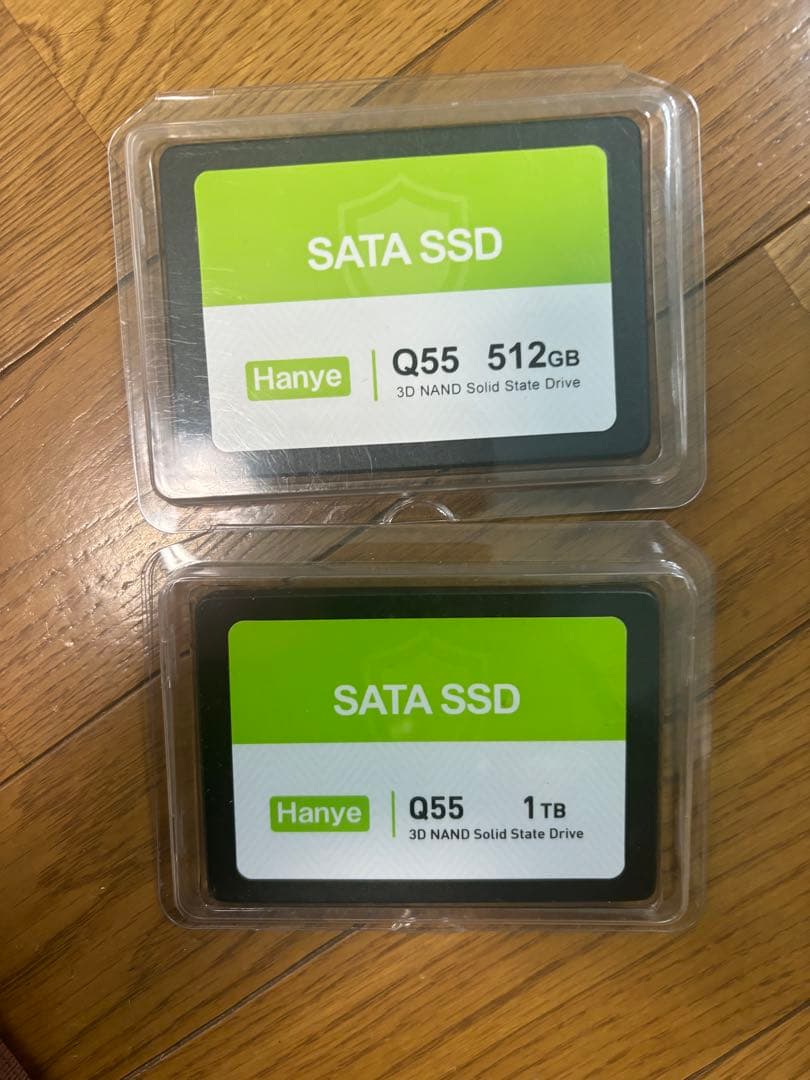 SATA SSD
Hanye Q55 512GB
3D NAND Solid State Drive
SATA SSD
Hanye Q55 1TB
3D NAND Solid State Drive